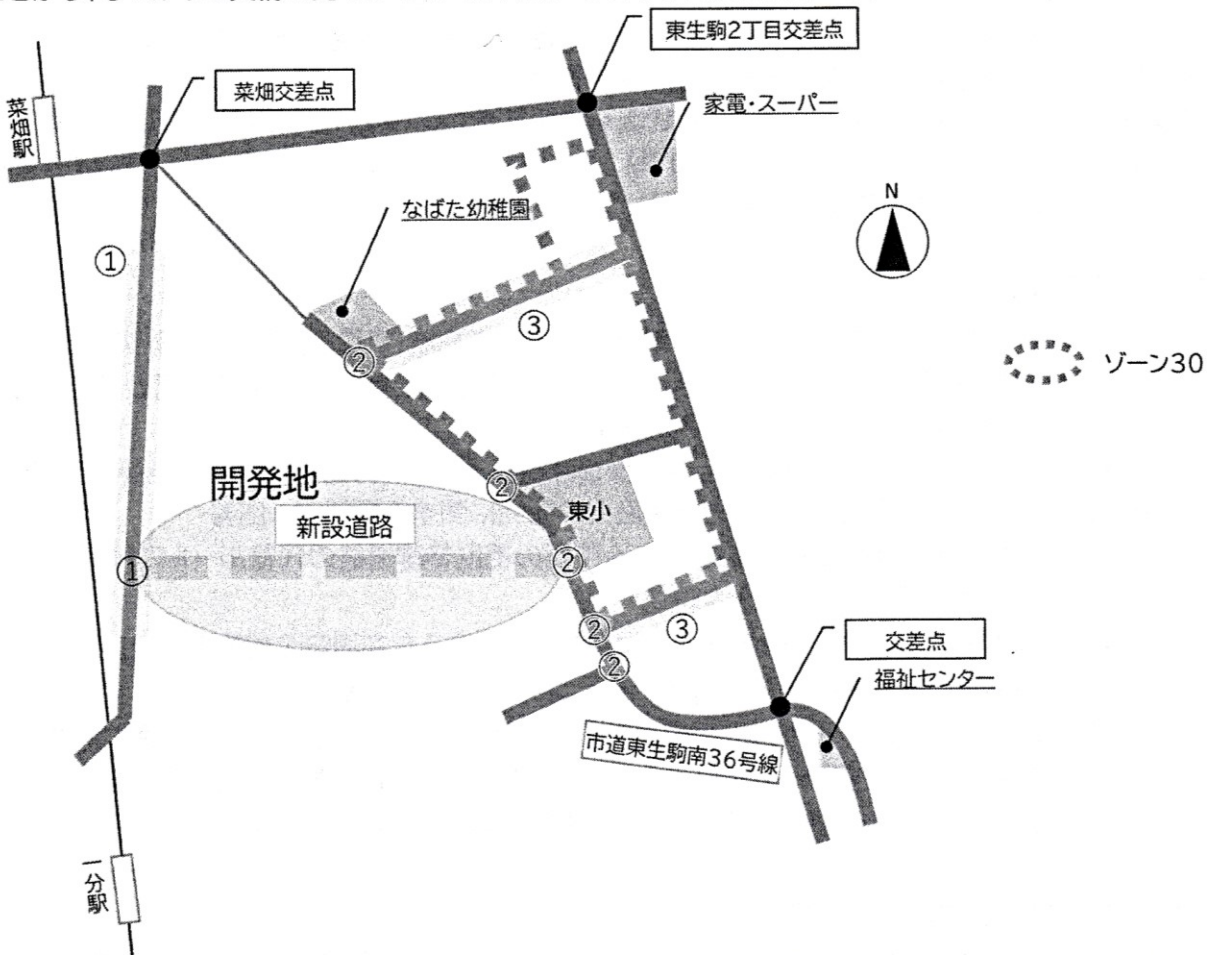 東生駒2丁目交差点
菜畑交差点
家電・スーパー
菜畑駅
N
なばた幼稚園
①
③
②
ゾーン30
開発地
②
新設道路
東小
①
②
②
③
②
交差点
福祉センター
市道東生駒南36号線
一分駅